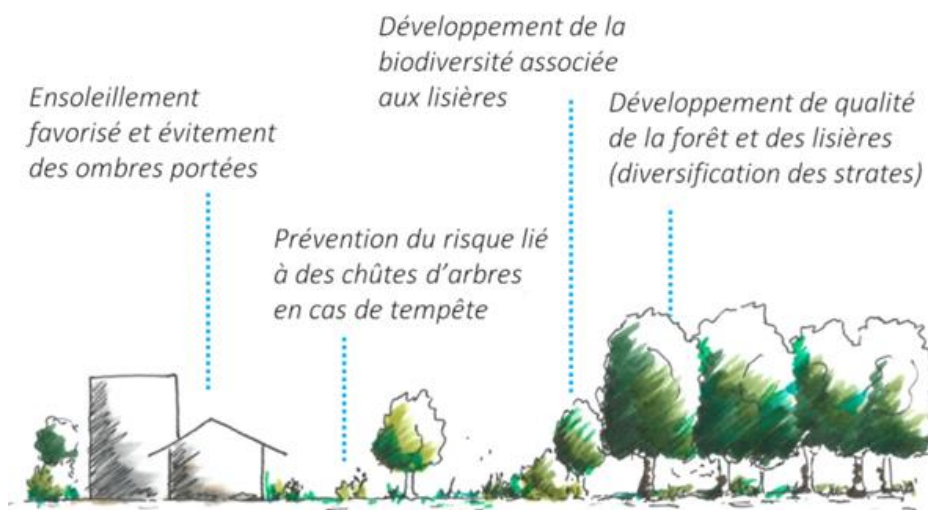 Développement de la
biodiversité associée
aux lisières
Ensoleillement
favorisé et évitement
des ombres portées
Développement de qualité
de la forêt et des lisières
(diversification des strates)
Prévention du risque lié
à des chûtes d'arbres
en cas de tempête